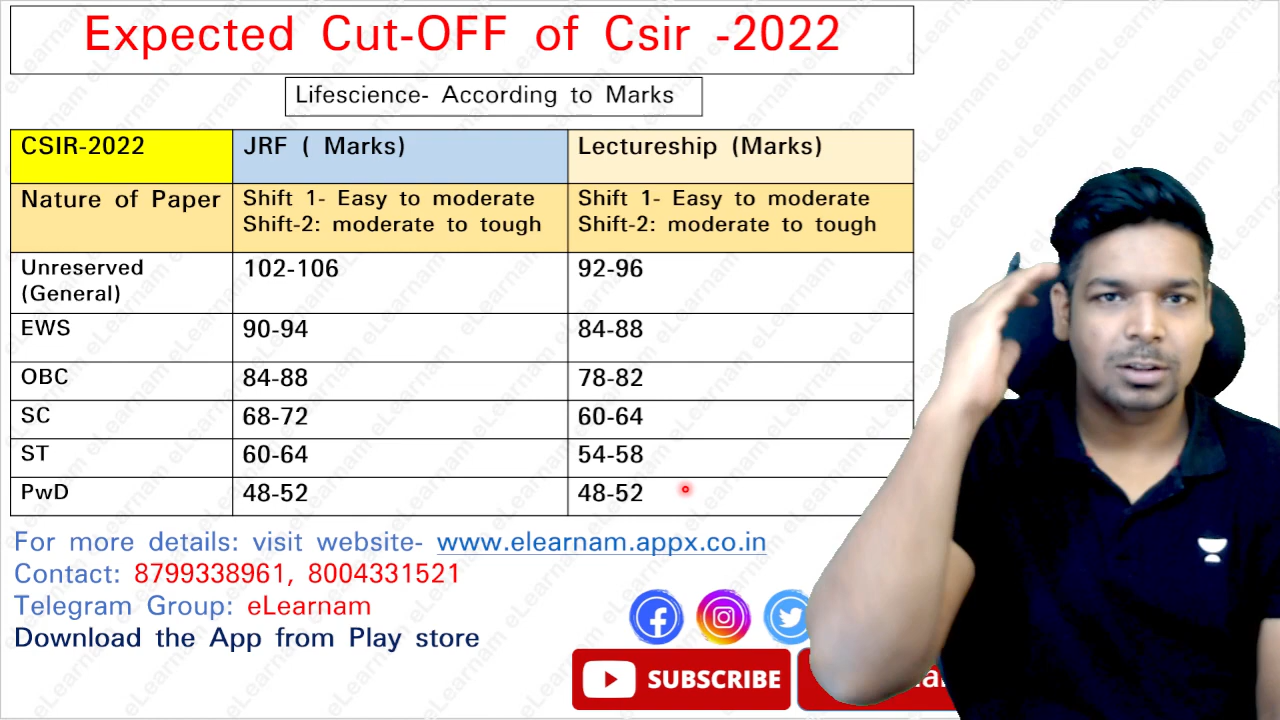 Expected Cut-OFF of Csir -2022
Lifescience- According to Marks
CSIR-2022 JRF ( Marks) Lectureship (Marks)
Nature of Paper Shift 1- Easy to moderate Shift 1- Easy to moderate
Shift-2: moderate to tough Shift-2: moderate to tough
Unreserved 102-106 92-96
(General)
EWS 90-94 84-88
OBC 84-88 78-82
SC 68-72 60-64
ST 60-64 54-58
PwD 48-52 48-52
For more details: visit website- www.elearnam.appx.co.in
Contact: 8799338961, 8004331521
Telegram Group: eLearnam
Download the App from Play store
SUBSCRIBE
eLearnam